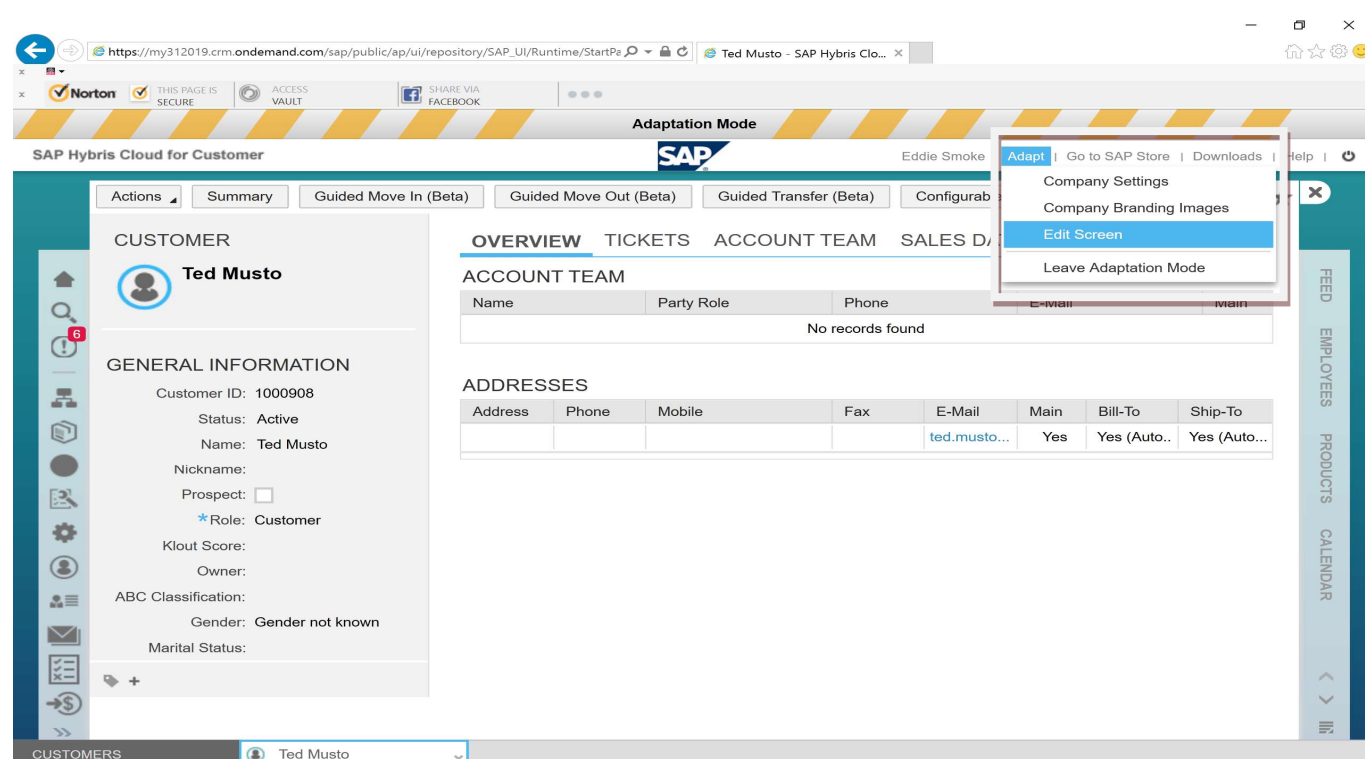 https://my312019.crm.ondemand.com/sap/public/ap/ui/repository/SAP_UI/Runtime/StartPa
Ted Musto - SAP Hybris Clo...
Norton
THIS PAGE IS
SECURE
ACCESS
VAULT
SHARE VIA
FACEBOOK
Adaptation Mode
SAP Hybris Cloud for Customer
SAP
Eddie Smoke
Adapt | Go to SAP Store | Downloads | Help |
Company Settings
Company Branding Images
Edit Screen
Leave Adaptation Mode
Actions Summary Guided Move In (Beta) Guided Move Out (Beta) Guided Transfer (Beta)
CUSTOMER
Ted Musto
OVERVIEW TICKETS ACCOUNT TEAM
ACCOUNT TEAM
Name Party Role Phone E-Mail Main
No records found
6
GENERAL INFORMATION
Customer ID: 1000908
Status: Active
Name: Ted Musto
Nickname:
Prospect:
*Role: Customer
Klout Score:
Owner:
ABC Classification:
Gender: Gender not known
Marital Status:
+
ADDRESSES
Address Phone Mobile Fax E-Mail Main Bill-To Ship-To
ted.musto... Yes Yes (Auto.. Yes (Auto...
FEED
EMPLOYEES
PRODUCTS
CALENDAR
CUSTOMERS
Ted Musto